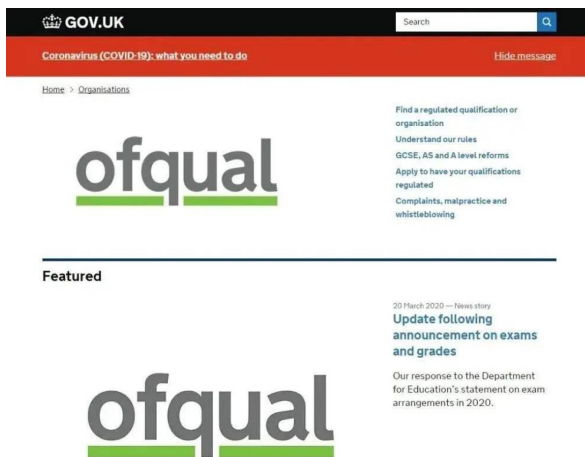 GOV.UK
Search
Coronavirus (COVID-19): what you need to do
Hide message
Home > Organisations
ofqual
Find a regulated qualification or
organisation
Understand our rules
GCSE, AS and A level reforms
Apply to have your qualifications
regulated
Complaints, malpractice and
whistleblowing
Featured
ofqual
20 March 2020 — News story
Update following
announcement on exams
and grades
Our response to the Department
for Education's statement on exam
arrangements in 2020.